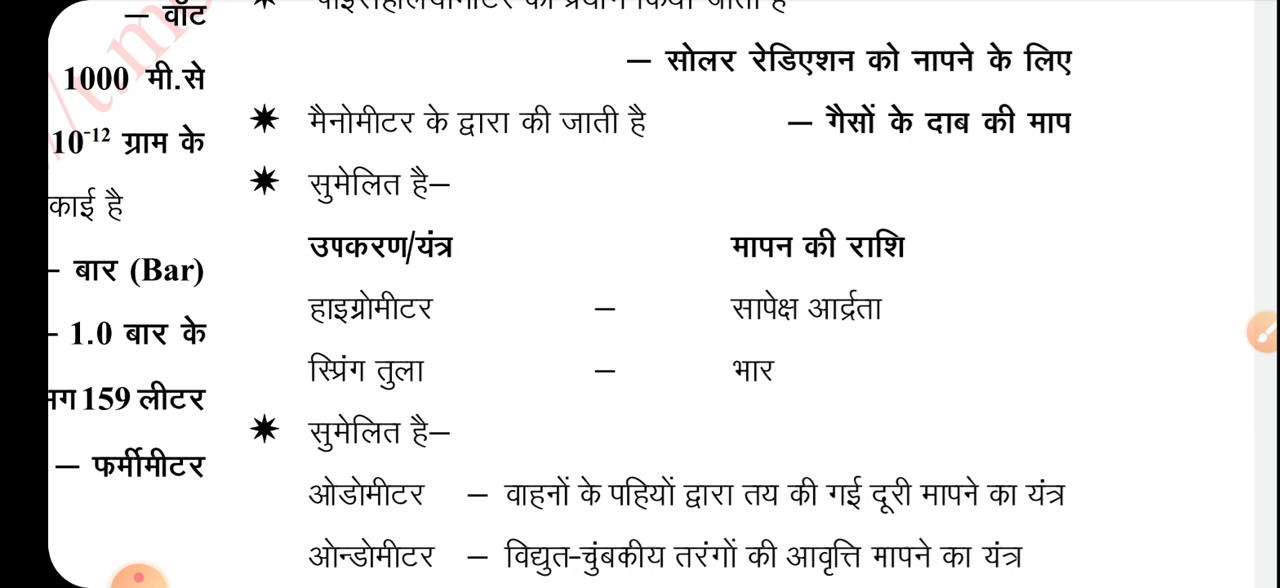 – वॉट
1000 मी.से
10-12 ग्राम के
काई है
– बार (Bar)
– 1.0 बार के
159 लीटर
– फर्मीमीटर
– सोलर रेडिएशन को नापने के लिए
✷ मैनोमीटर के द्वारा की जाती है – गैसों के दाब की माप
✷ सुमेलित है–
उपकरण/यंत्र मापन की राशि
हाइग्रोमीटर – सापेक्ष आर्द्रता
स्प्रिंग तुला – भार
✷ सुमेलित है–
ओडोमीटर – वाहनों के पहियों द्वारा तय की गई दूरी मापने का यंत्र
ओन्डोमीटर – विद्युत-चुंबकीय तरंगों की आवृत्ति मापने का यंत्र